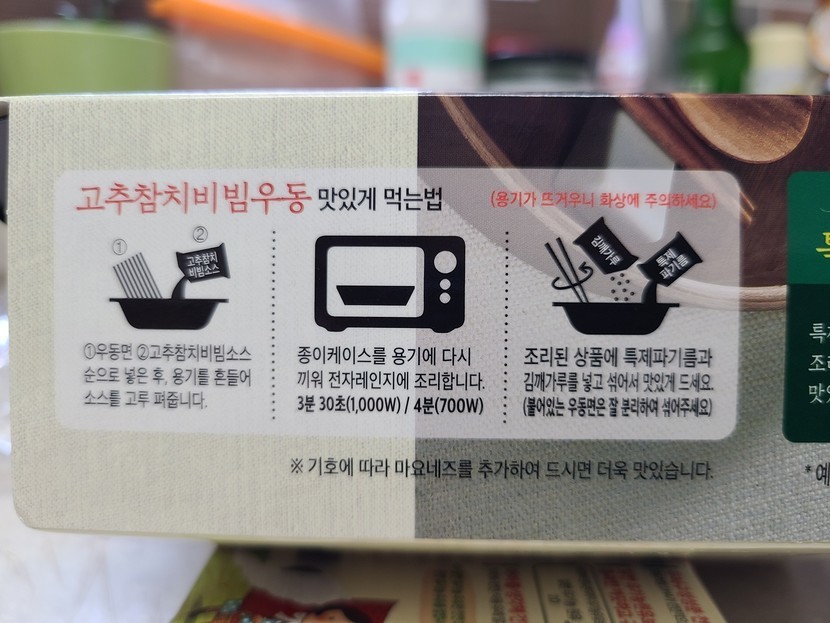 고추참치비빔우동 맛있게 먹는법
(용기가 뜨거우니 화상에 주의하세요)
① ②
고추참치
비빔소스
①우동면 ②고추참치비빔소스
순으로 넣은 후, 용기를 흔들어
소스를 고루 펴줍니다.
종이케이스를 용기에 다시
끼워 전자레인지에 조리합니다.
3분 30초(1,000W) / 4분(700W)
김깨가루
특제
파기름
조리된 상품에 특제파기름과
김깨가루를 넣고 섞어서 맛있게 드세요.
(붙어있는 우동면은 잘 분리하여 섞어주세요)
※ 기호에 따라 마요네즈를 추가하여 드시면 더욱 맛있습니다.